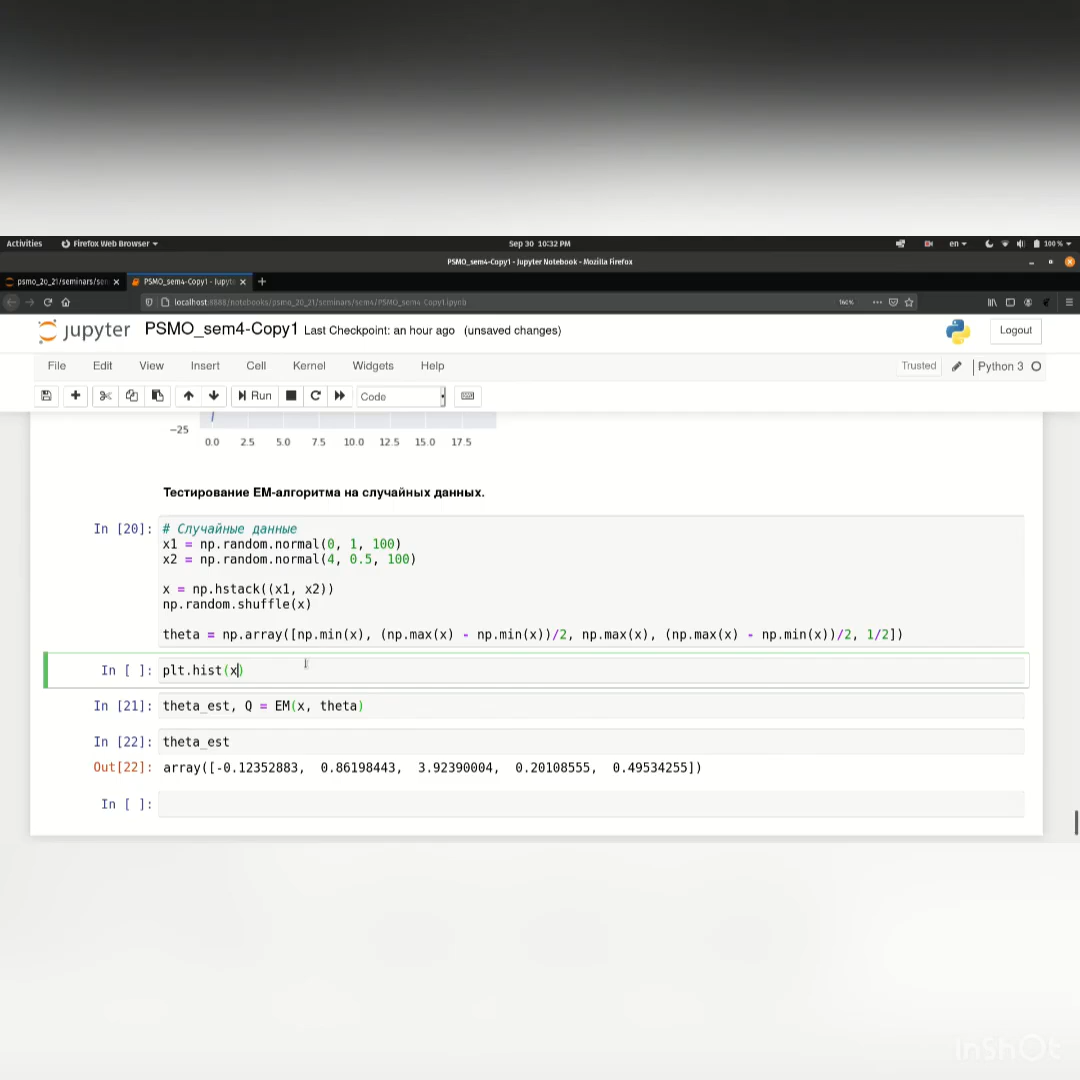 Activities Firefox Web Browser Sep 30 10:32 PM en 100 %
PSMO_sem4-Copy1 - Jupyter Notebook - Mozilla Firefox
psmo_20_21/seminars/sem PSMO_sem4-Copy1 - Jupyte
localhost:8888/notebooks/psmo_20_21/seminars/sem4/PSMO_sem4-Copy1.ipynb
jupyter PSMO_sem4-Copy1 Last Checkpoint: an hour ago (unsaved changes) Logout
File Edit View Insert Cell Kernel Widgets Help Trusted Python 3
Run Code
−25
0.0 2.5 5.0 7.5 10.0 12.5 15.0 17.5
Тестирование EM-алгоритма на случайных данных.
In [20]: # Случайные данные
x1 = np.random.normal(0, 1, 100)
x2 = np.random.normal(4, 0.5, 100)
x = np.hstack((x1, x2))
np.random.shuffle(x)
theta = np.array([np.min(x), (np.max(x) - np.min(x))/2, np.max(x), (np.max(x) - np.min(x))/2, 1/2])
In [ ]: plt.hist(x)
In [21]: theta_est, Q = EM(x, theta)
In [22]: theta_est
Out[22]: array([-0.12352883, 0.86198443, 3.92390004, 0.20108555, 0.49534255])
In [ ]:
InShOt